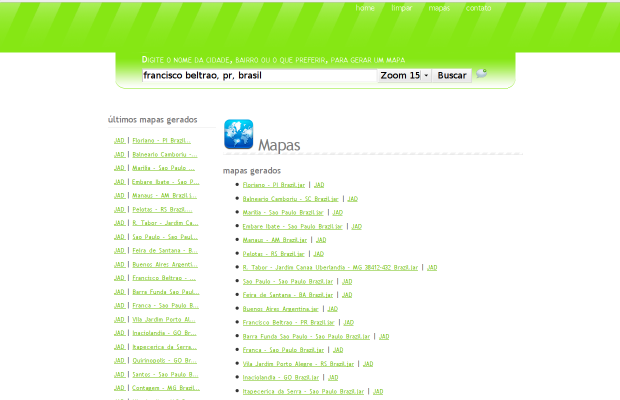 home limpar mapas contato
Digite o nome da cidade, bairro ou o que preferir, para gerar um mapa
francisco beltrao, pr, brasil Zoom 15 Buscar
últimos mapas gerados
JAD | Floriano - PI Brazil...
JAD | Balneario Camboriu -...
JAD | Marilia - Sao Paulo ...
JAD | Embare Ibate - Sao P...
JAD | Manaus - AM Brazil.j...
JAD | Pelotas - RS Brazil....
JAD | R. Tabor - Jardim Ca...
JAD | Sao Paulo - Sao Paul...
JAD | Feira de Santana - B...
JAD | Buenos Aires Argenti...
JAD | Francisco Beltrao - ...
JAD | Barra Funda Sao Paul...
JAD | Franca - Sao Paulo B...
JAD | Vila Jardim Porto Al...
JAD | Inaciolandia - GO Br...
JAD | Itapecerica da Serra...
JAD | Quirinopolis - GO Br...
JAD | Santos - Sao Paulo B...
JAD | Contagem - MG Brazil...
Mapas
mapas gerados
Floriano - PI Brazil.jar | JAD
Balneario Camboriu - SC Brazil.jar | JAD
Marilia - Sao Paulo Brazil.jar | JAD
Embare Ibate - Sao Paulo Brazil.jar | JAD
Manaus - AM Brazil.jar | JAD
Pelotas - RS Brazil.jar | JAD
R. Tabor - Jardim Canaa Uberlandia - MG 38412-432 Brazil.jar | JAD
Sao Paulo - Sao Paulo Brazil.jar | JAD
Feira de Santana - BA Brazil.jar | JAD
Buenos Aires Argentina.jar | JAD
Francisco Beltrao - PR Brazil.jar | JAD
Barra Funda Sao Paulo - Sao Paulo Brazil.jar | JAD
Franca - Sao Paulo Brazil.jar | JAD
Vila Jardim Porto Alegre - RS Brazil.jar | JAD
Inaciolandia - GO Brazil.jar | JAD
Itapecerica da Serra - Sao Paulo Brazil.jar | JAD